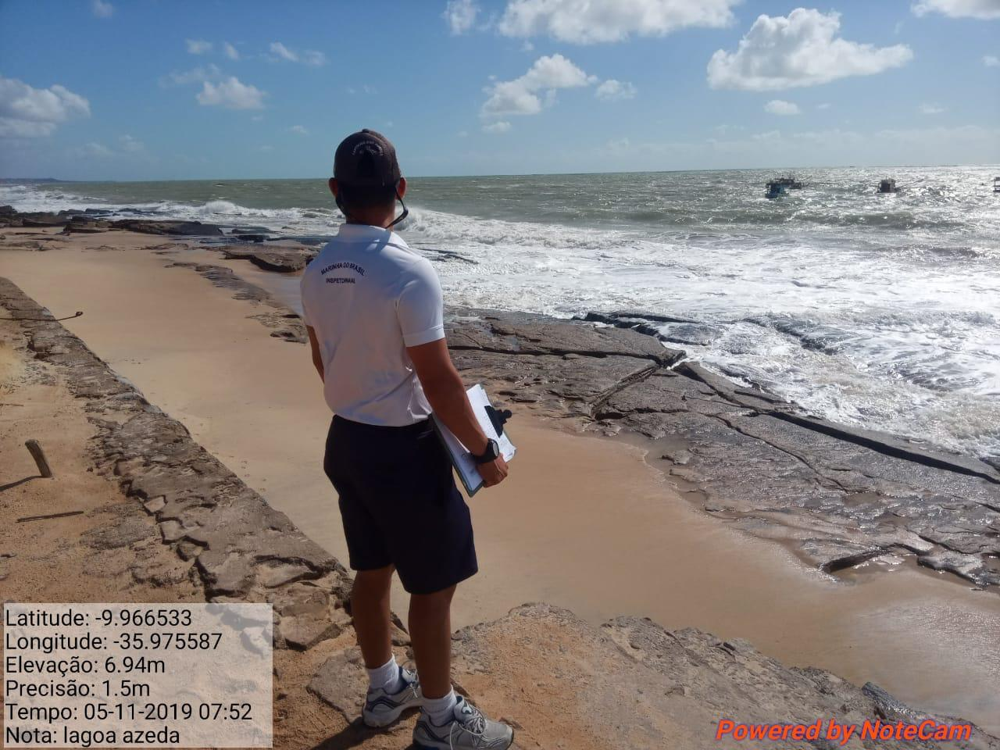 MARINHA DO BRASIL
INSPETOR NAVAL
Latitude: -9.966533
Longitude: -35.975587
Elevação: 6.94m
Precisão: 1.5m
Tempo: 05-11-2019 07:52
Nota: lagoa azeda
Powered by NoteCam